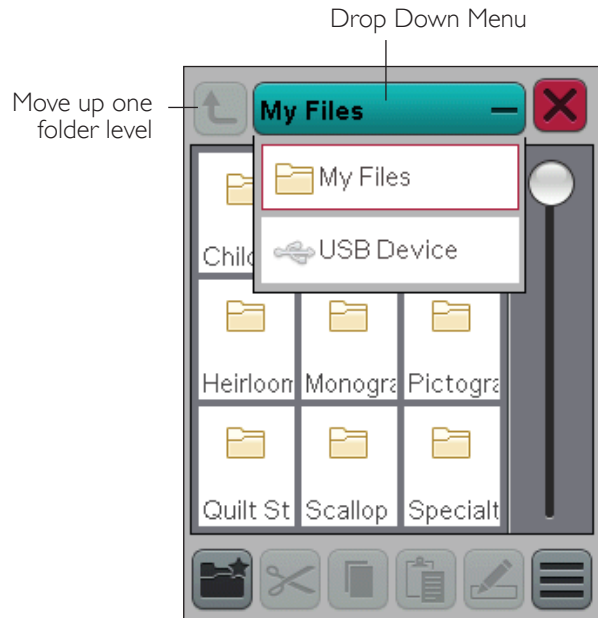 Drop Down Menu
Move up one
folder level
My Files
My Files
USB Device
Chilc
Heirloom Monogra Pictogra
Quilt St Scallop Specialt